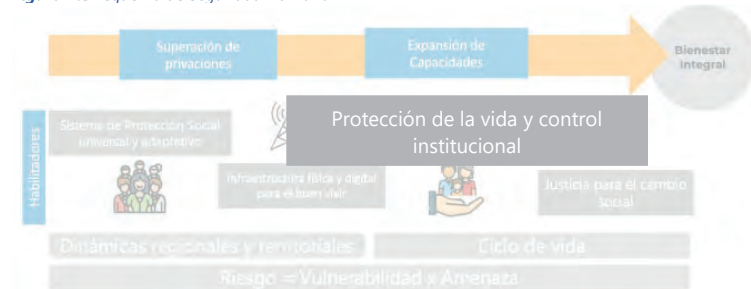 Superación de
privaciones
Expansión de
Capacidades
Bienestar
Integral
Habilitadores
Sistema de Protección Social
universal y adaptativo
Protección de la vida y control
institucional
Infraestructura física y digital
para el buen vivir
Justicia para el cambio
social
Dinámicas regionales y territoriales
Ciclo de vida
Riesgo = Vulnerabilidad x Amenaza